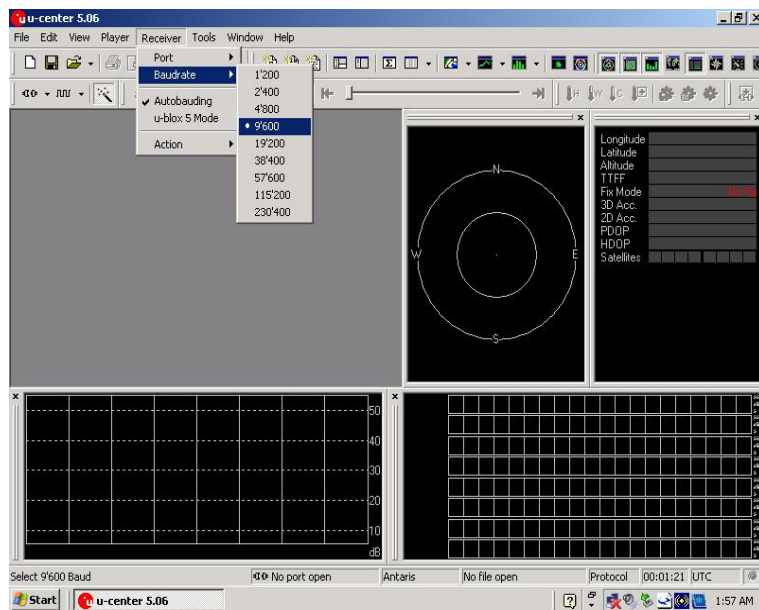 u-center 5.06
File Edit View Player Receiver Tools Window Help
Port
Baudrate
Autobauding
u-blox 5 Mode
Action
1'200
2'400
4'800
9'600
19'200
38'400
57'600
115'200
230'400
N
W
E
S
Longitude
Latitude
Altitude
TTFF
Fix Mode No Fix
3D Acc.
2D Acc.
PDOP
HDOP
Satellites
50
40
30
20
10
dB
Select 9'600 Baud No port open Antaris No file open Protocol 00:01:21 UTC
Start u-center 5.06 1:57 AM